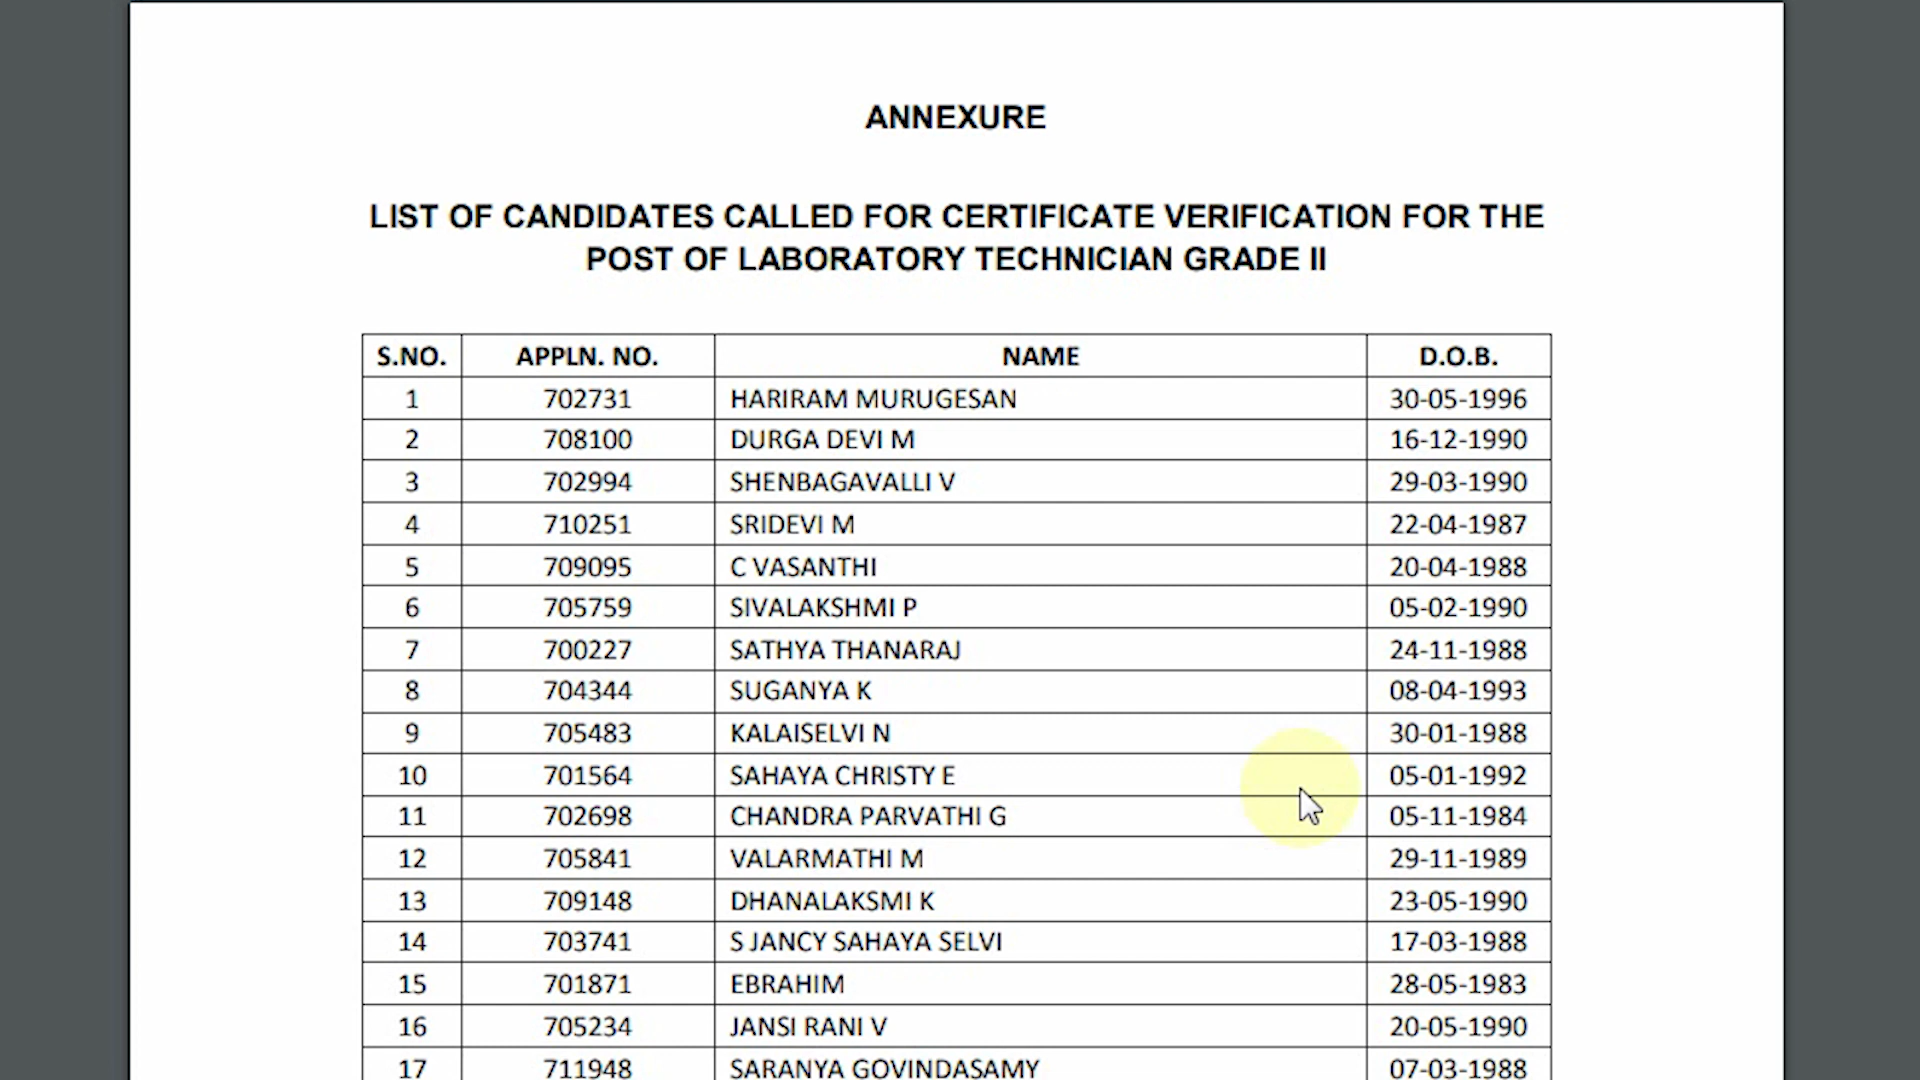 ANNEXURE
LIST OF CANDIDATES CALLED FOR CERTIFICATE VERIFICATION FOR THE
POST OF LABORATORY TECHNICIAN GRADE II
S.NO. APPLN. NO. NAME D.O.B.
1 702731 HARIRAM MURUGESAN 30-05-1996
2 708100 DURGA DEVI M 16-12-1990
3 702994 SHENBAGAVALLI V 29-03-1990
4 710251 SRIDEVI M 22-04-1987
5 709095 C VASANTHI 20-04-1988
6 705759 SIVALAKSHMI P 05-02-1990
7 700227 SATHYA THANARAJ 24-11-1988
8 704344 SUGANYA K 08-04-1993
9 705483 KALAISELVI N 30-01-1988
10 701564 SAHAYA CHRISTY E 05-01-1992
11 702698 CHANDRA PARVATHI G 05-11-1984
12 705841 VALARMATHI M 29-11-1989
13 709148 DHANALAKSMI K 23-05-1990
14 703741 S JANCY SAHAYA SELVI 17-03-1988
15 701871 EBRAHIM 28-05-1983
16 705234 JANSI RANI V 20-05-1990
17 711948 SARANYA GOVINDASAMY 07-03-1988